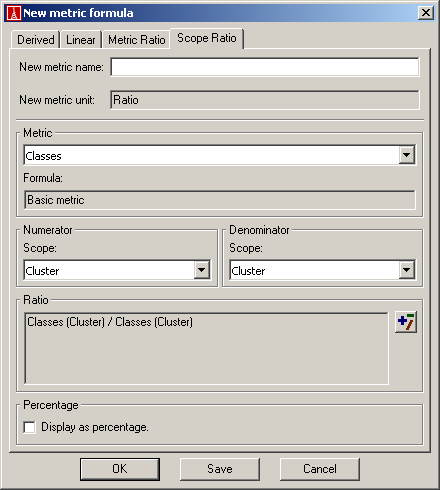 New metric formula
Derived Linear Metric Ratio Scope Ratio
New metric name:
New metric unit: Ratio
Metric
Classes
Formula:
Basic metric
Numerator Denominator
Scope: Scope:
Cluster Cluster
Ratio
Classes (Cluster) / Classes (Cluster)
Percentage
Display as percentage.
OK Save Cancel